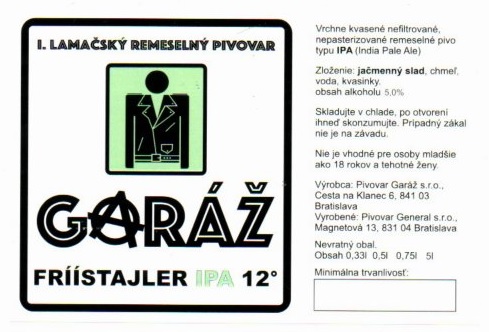 I. LAMAČSKÝ REMESELNÝ PIVOVAR
GARÁŽ
FRÍÍSTAJLER IPA 12°
Vrchne kvasené nefiltrované,
nepasterizované remeselné pivo
typu IPA (India Pale Ale)
Zloženie: jačmenný slad, chmeľ,
voda, kvasinky.
obsah alkoholu 5,0%
Skladujte v chlade, po otvorení
ihneď skonzumujte. Prípadný zákal
nie je na závadu.
Nie je vhodné pre osoby mladšie
ako 18 rokov a tehotné ženy.
Výrobca: Pivovar Garáž s.r.o.,
Cesta na Klanec 6, 841 03
Bratislava
Vyrobené: Pivovar General s.r.o.,
Magnetová 13, 831 04 Bratislava
Nevratný obal.
Obsah 0,33l 0,5l 0,75l 5l
Minimálna trvanlivosť: